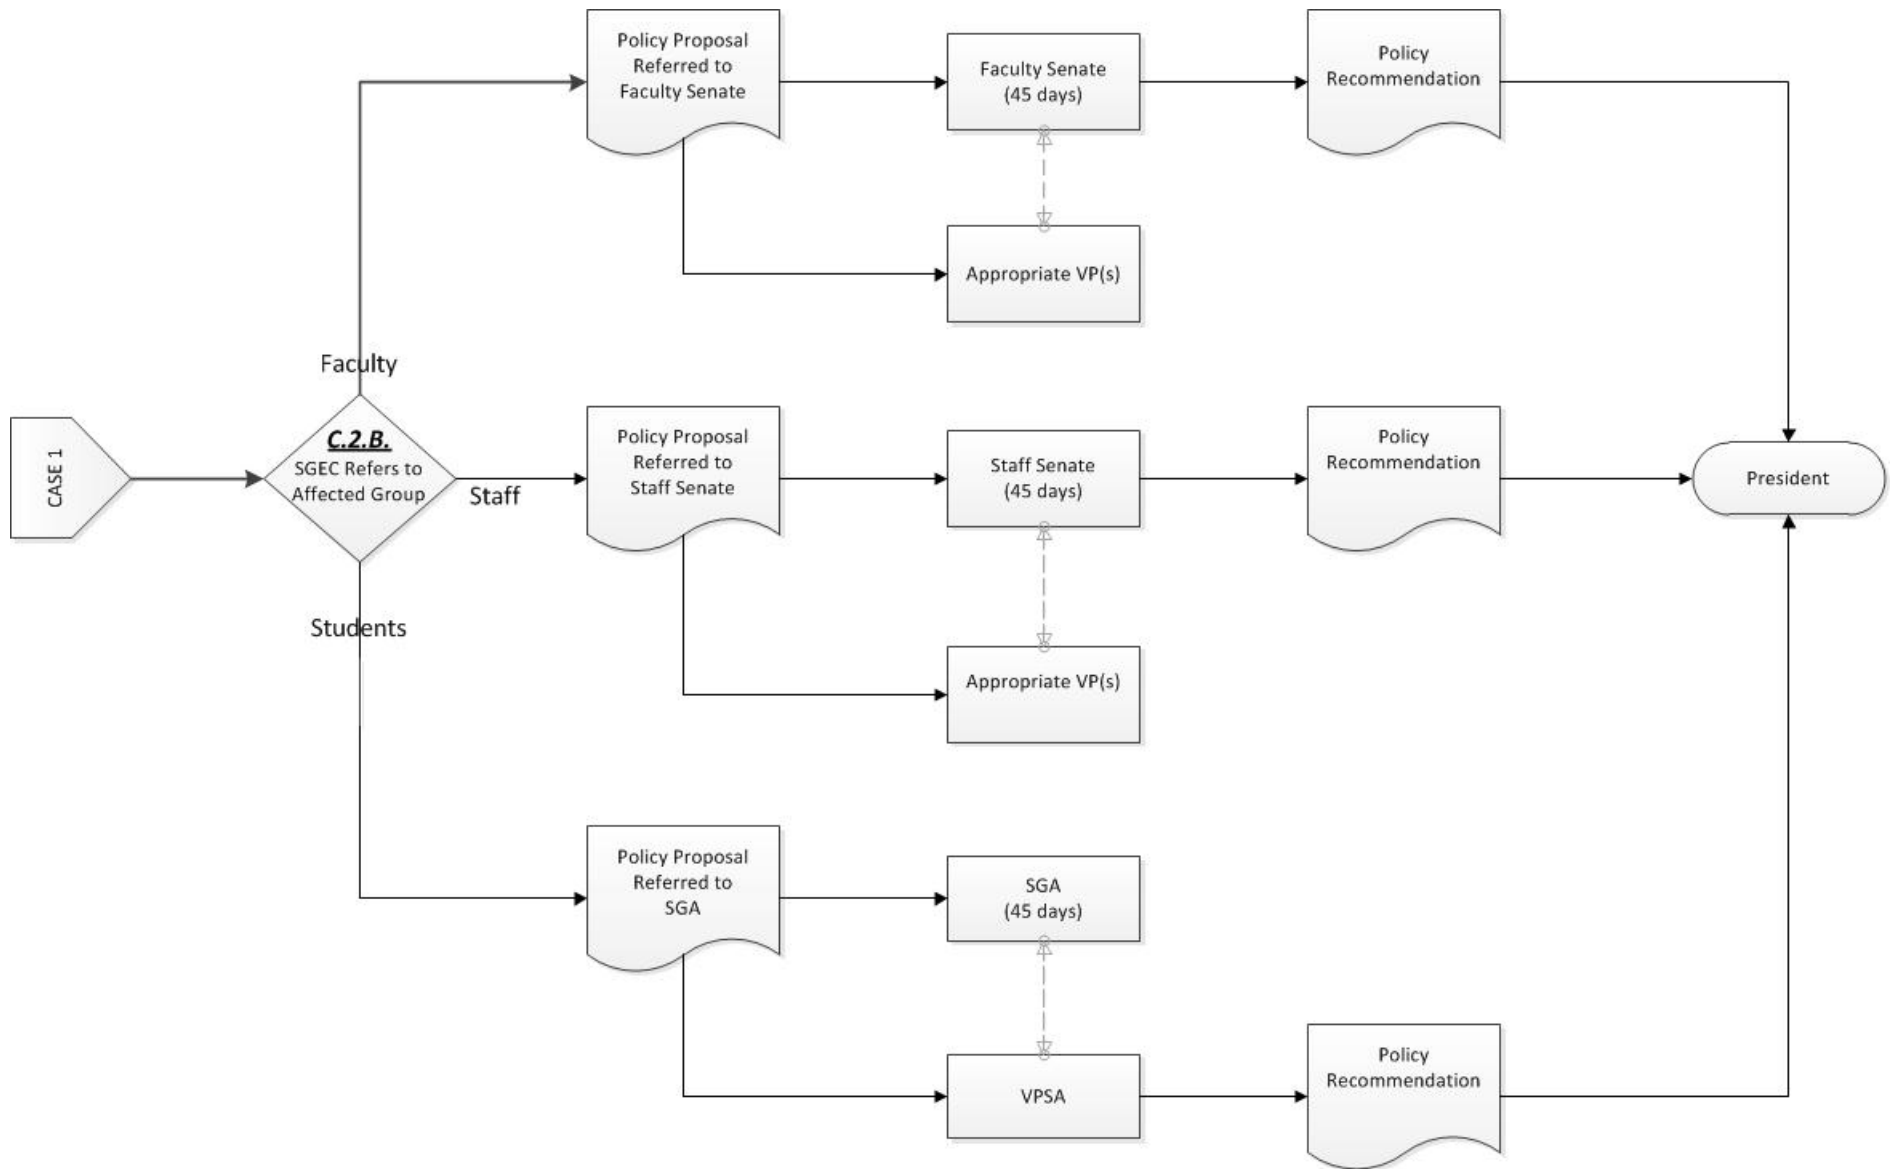 Policy Proposal
Referred to
Faculty Senate
Faculty Senate
(45 days)
Policy
Recommendation
Appropriate VP(s)
Faculty
CASE 1
C.2.B.
SGEC Refers to
Affected Group
Staff
Policy Proposal
Referred to
Staff Senate
Staff Senate
(45 days)
Policy
Recommendation
President
Appropriate VP(s)
Students
Policy Proposal
Referred to
SGA
SGA
(45 days)
VPSA
Policy
Recommendation